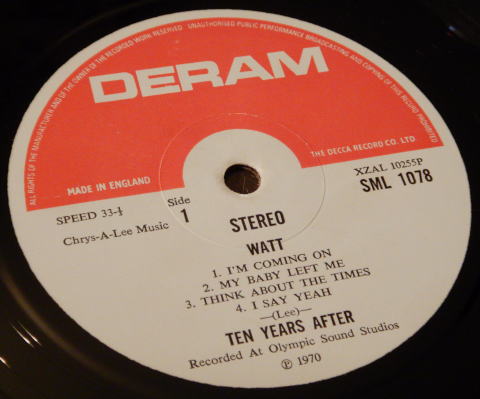 ALL RIGHTS OF THE MANUFACTURER AND OF THE OWNER OF THE RECORDED WORK RESERVED UNAUTHORISED PUBLIC PERFORMANCE BROADCASTING AND COPYING OF THIS RECORD PROHIBITED
DERAM
THE DECCA RECORD CO. LTD.
MADE IN ENGLAND
XZAL 10255P
SML 1078
SPEED 33-⅓
Side
1
Chrys-A-Lee Music
STEREO
WATT
1. I'M COMING ON
2. MY BABY LEFT ME
3. THINK ABOUT THE TIMES
4. I SAY YEAH
—(Lee)—
TEN YEARS AFTER
Recorded At Olympic Sound Studios
℗ 1970